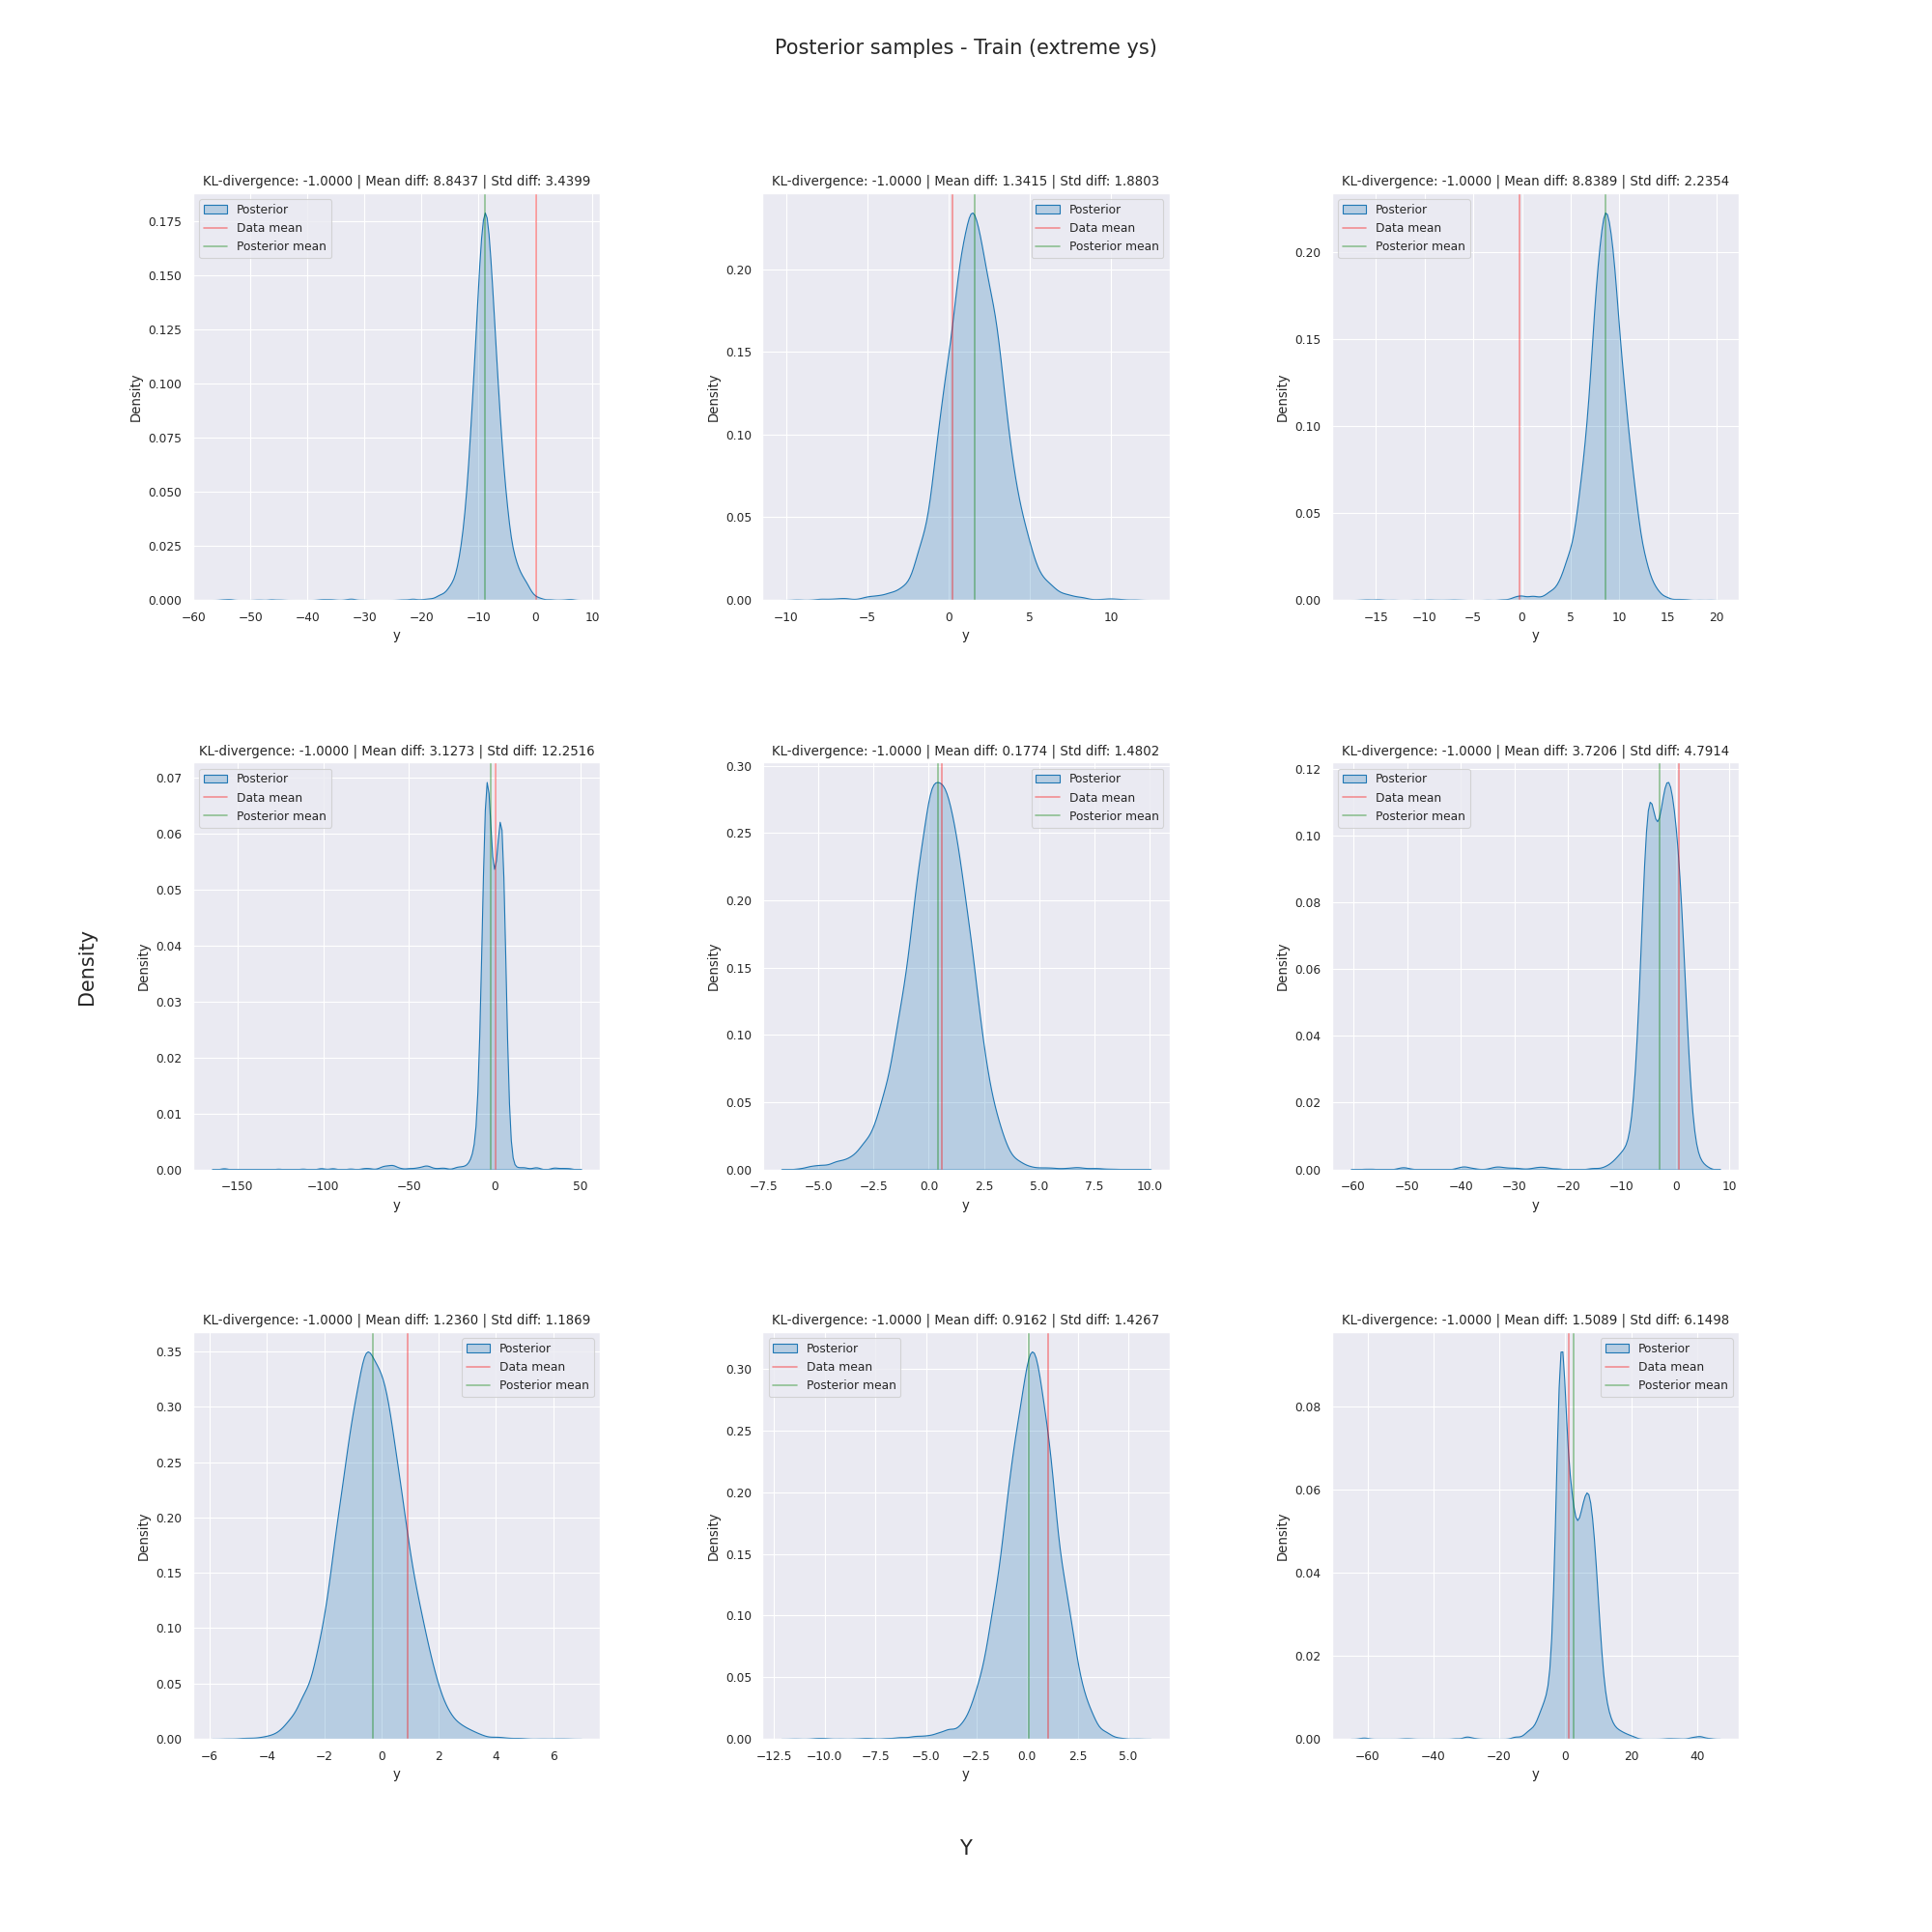 Posterior samples - Train (extreme ys)
KL-divergence: -1.0000 | Mean diff: 8.8437 | Std diff: 3.4399
Posterior
Data mean
Posterior mean
0.175
0.150
0.125
0.100
0.075
0.050
0.025
0.000
Density
−60 −50 −40 −30 −20 −10 0 10
y
KL-divergence: -1.0000 | Mean diff: 1.3415 | Std diff: 1.8803
Posterior
Data mean
Posterior mean
0.20
0.15
0.10
0.05
0.00
Density
−10 −5 0 5 10
y
KL-divergence: -1.0000 | Mean diff: 8.8389 | Std diff: 2.2354
Posterior
Data mean
Posterior mean
0.20
0.15
0.10
0.05
0.00
Density
−15 −10 −5 0 5 10 15 20
y
Density
KL-divergence: -1.0000 | Mean diff: 3.1273 | Std diff: 12.2516
Posterior
Data mean
Posterior mean
0.07
0.06
0.05
0.04
0.03
0.02
0.01
0.00
Density
−150 −100 −50 0 50
y
KL-divergence: -1.0000 | Mean diff: 0.1774 | Std diff: 1.4802
Posterior
Data mean
Posterior mean
0.30
0.25
0.20
0.15
0.10
0.05
0.00
Density
−7.5 −5.0 −2.5 0.0 2.5 5.0 7.5 10.0
y
KL-divergence: -1.0000 | Mean diff: 3.7206 | Std diff: 4.7914
Posterior
Data mean
Posterior mean
0.12
0.10
0.08
0.06
0.04
0.02
0.00
Density
−60 −50 −40 −30 −20 −10 0 10
y
KL-divergence: -1.0000 | Mean diff: 1.2360 | Std diff: 1.1869
Posterior
Data mean
Posterior mean
0.35
0.30
0.25
0.20
0.15
0.10
0.05
0.00
Density
−6 −4 −2 0 2 4 6
y
KL-divergence: -1.0000 | Mean diff: 0.9162 | Std diff: 1.4267
Posterior
Data mean
Posterior mean
0.30
0.25
0.20
0.15
0.10
0.05
0.00
Density
−12.5 −10.0 −7.5 −5.0 −2.5 0.0 2.5 5.0
y
KL-divergence: -1.0000 | Mean diff: 1.5089 | Std diff: 6.1498
Posterior
Data mean
Posterior mean
0.08
0.06
0.04
0.02
0.00
Density
−60 −40 −20 0 20 40
y
Y